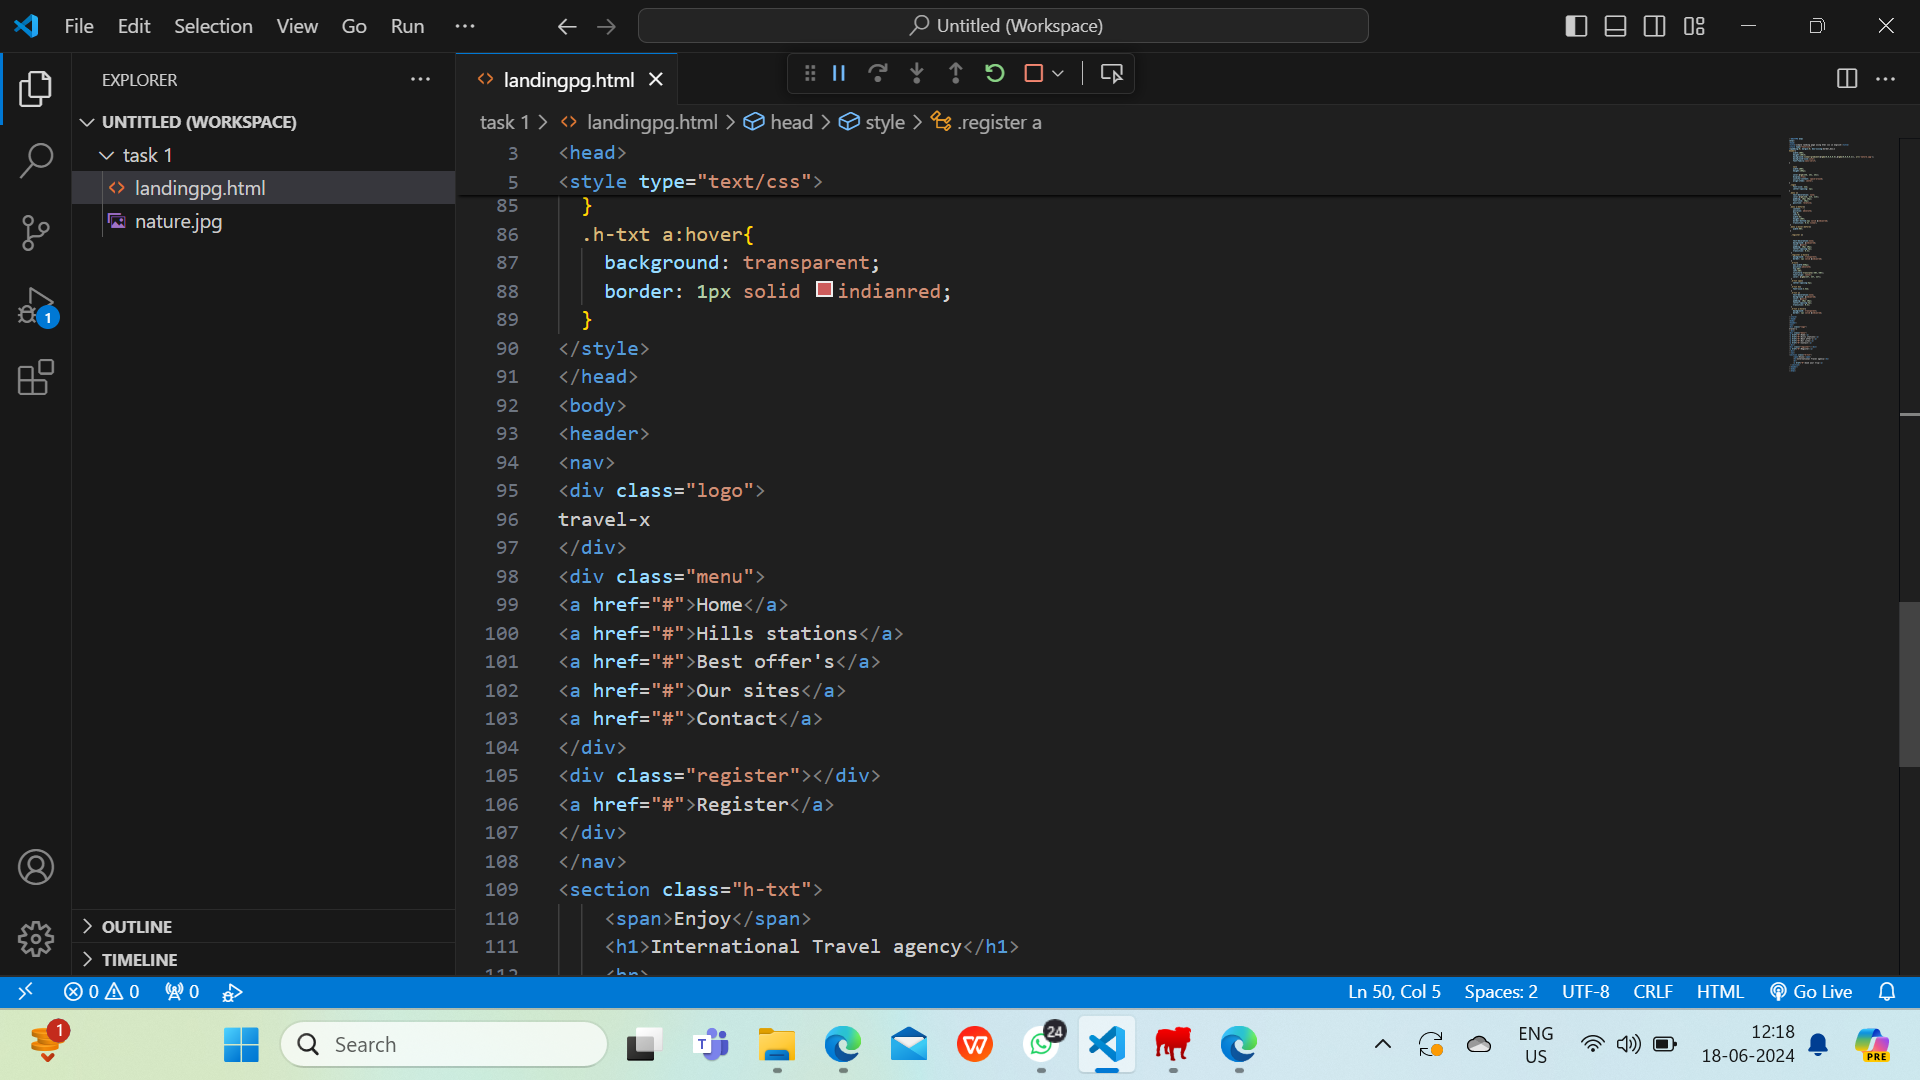 File Edit Selection View Go Run ···
Untitled (Workspace)
EXPLORER
UNTITLED (WORKSPACE)
task 1
landingpg.html
nature.jpg
OUTLINE
TIMELINE
1
landingpg.html
task 1 > landingpg.html > head > style > .register a
3 <head>
5 <style type="text/css">
85 }
86 .h-txt a:hover{
87 background: transparent;
88 border: 1px solid indianred;
89 }
90 </style>
91 </head>
92 <body>
93 <header>
94 <nav>
95 <div class="logo">
96 travel-x
97 </div>
98 <div class="menu">
99 <a href="#">Home</a>
100 <a href="#">Hills stations</a>
101 <a href="#">Best offer's</a>
102 <a href="#">Our sites</a>
103 <a href="#">Contact</a>
104 </div>
105 <div class="register"></div>
106 <a href="#">Register</a>
107 </div>
108 </nav>
109 <section class="h-txt">
110 <span>Enjoy</span>
111 <h1>International Travel agency</h1>
112 <br>
0 0 0 Ln 50, Col 5 Spaces: 2 UTF-8 CRLF HTML Go Live
1
Search
24
ENG
US
12:18
18-06-2024
PRE